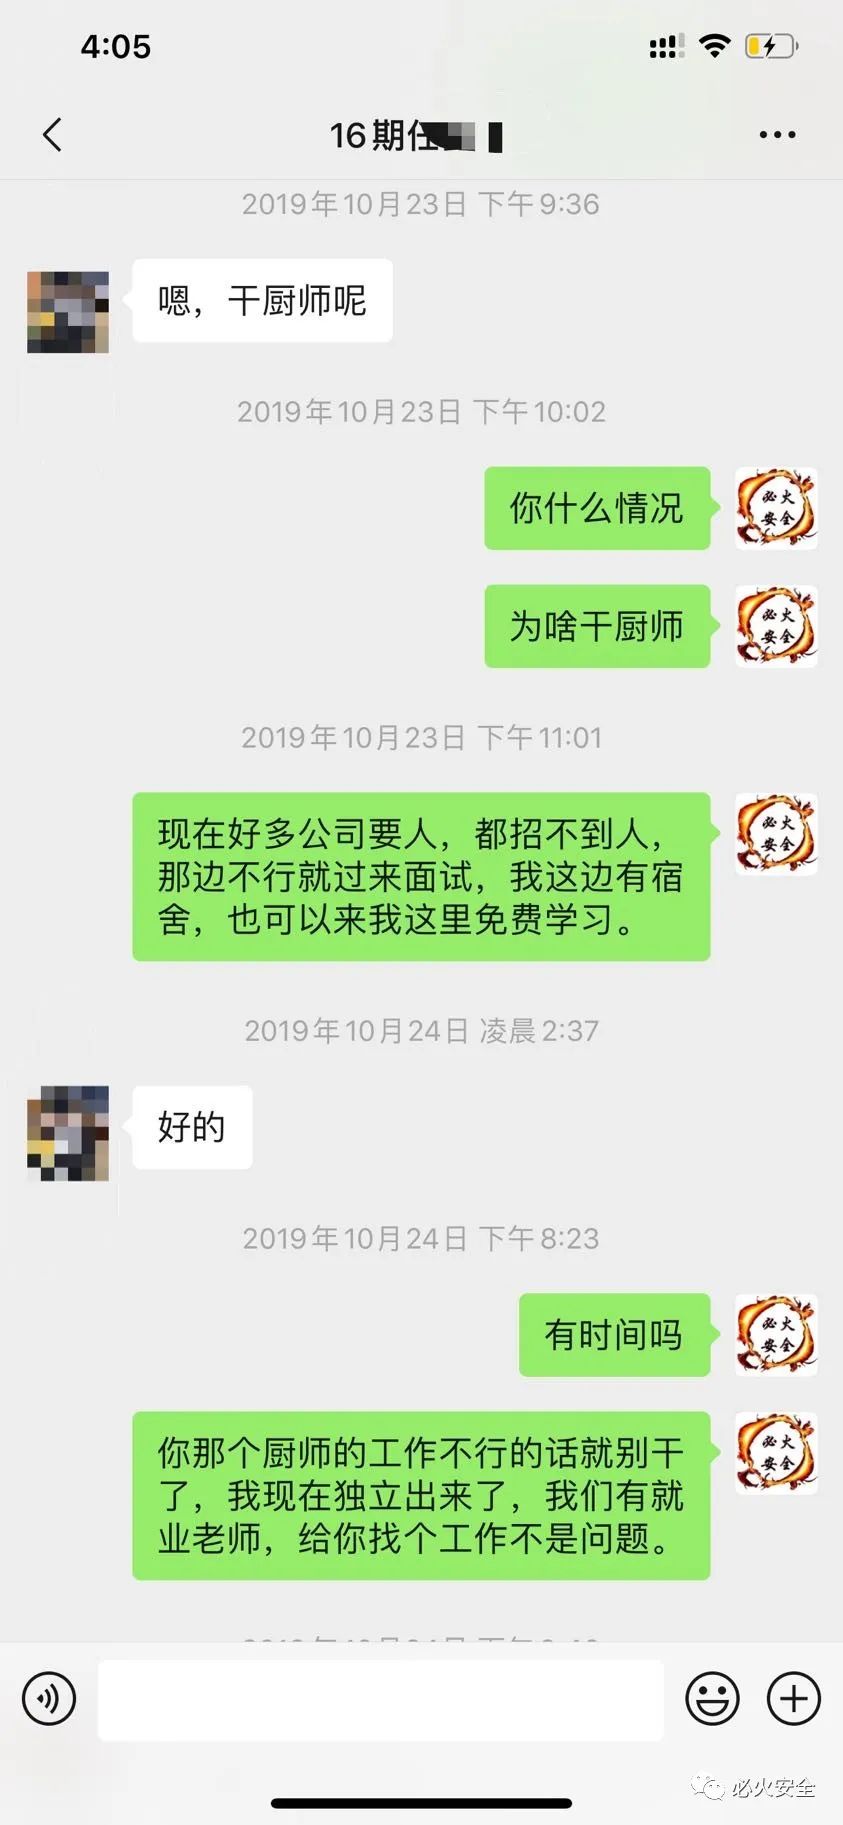 4:05
16期任
2019年10月23日 下午9:36
嗯，干厨师呢
2019年10月23日 下午10:02
你什么情况
必火
安全
为啥干厨师
必火
安全
2019年10月23日 下午11:01
现在好多公司要人，都招不到人，
那边不行就过来面试，我这边有宿
舍，也可以来我这里免费学习。
必火
安全
2019年10月24日 凌晨2:37
好的
2019年10月24日 下午8:23
有时间吗
必火
安全
你那个厨师的工作不行的话就别干
了，我现在独立出来了，我们有就
业老师，给你找个工作不是问题。
必火
安全
必火安全